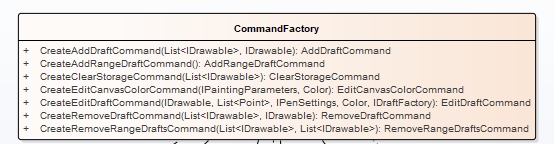 CommandFactory
+ CreateAddDraftCommand(List<IDrawable>, IDrawable): AddDraftCommand
+ CreateAddRangeDraftCommand(): AddRangeDraftCommand
+ CreateClearStorageCommand(List<IDrawable>): ClearStorageCommand
+ CreateEditCanvasColorCommand(IPaintingParameters, Color): EditCanvasColorCommand
+ CreateEditDraftCommand(IDrawable, List<Point>, IPenSettings, Color, IDraftFactory): EditDraftCommand
+ CreateRemoveDraftCommand(List<IDrawable>, IDrawable): RemoveDraftCommand
+ CreateRemoveRangeDraftsCommand(List<IDrawable>, List<IDrawable>): RemoveRangeDraftsCommand